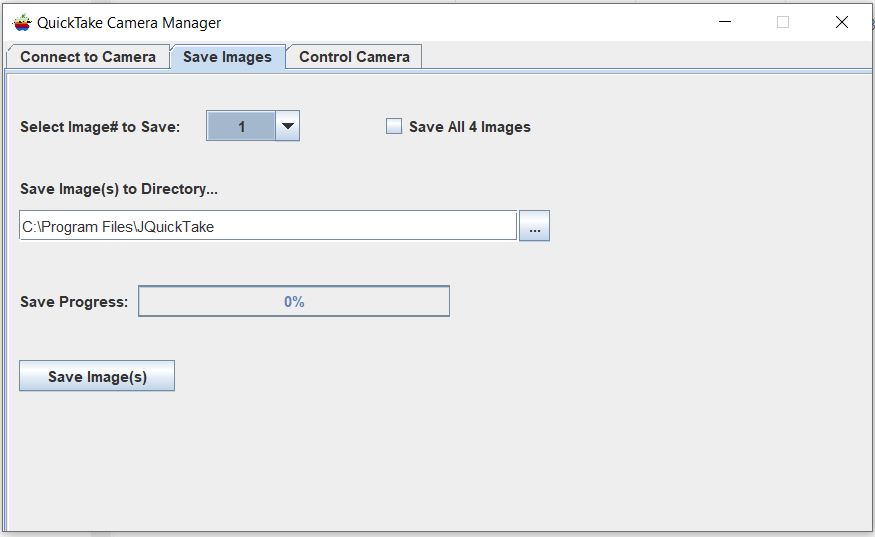 QuickTake Camera Manager
Connect to Camera Save Images Control Camera
Select Image# to Save: 1 Save All 4 Images
Save Image(s) to Directory...
C:\Program Files\JQuickTake ...
Save Progress: 0%
Save Image(s)